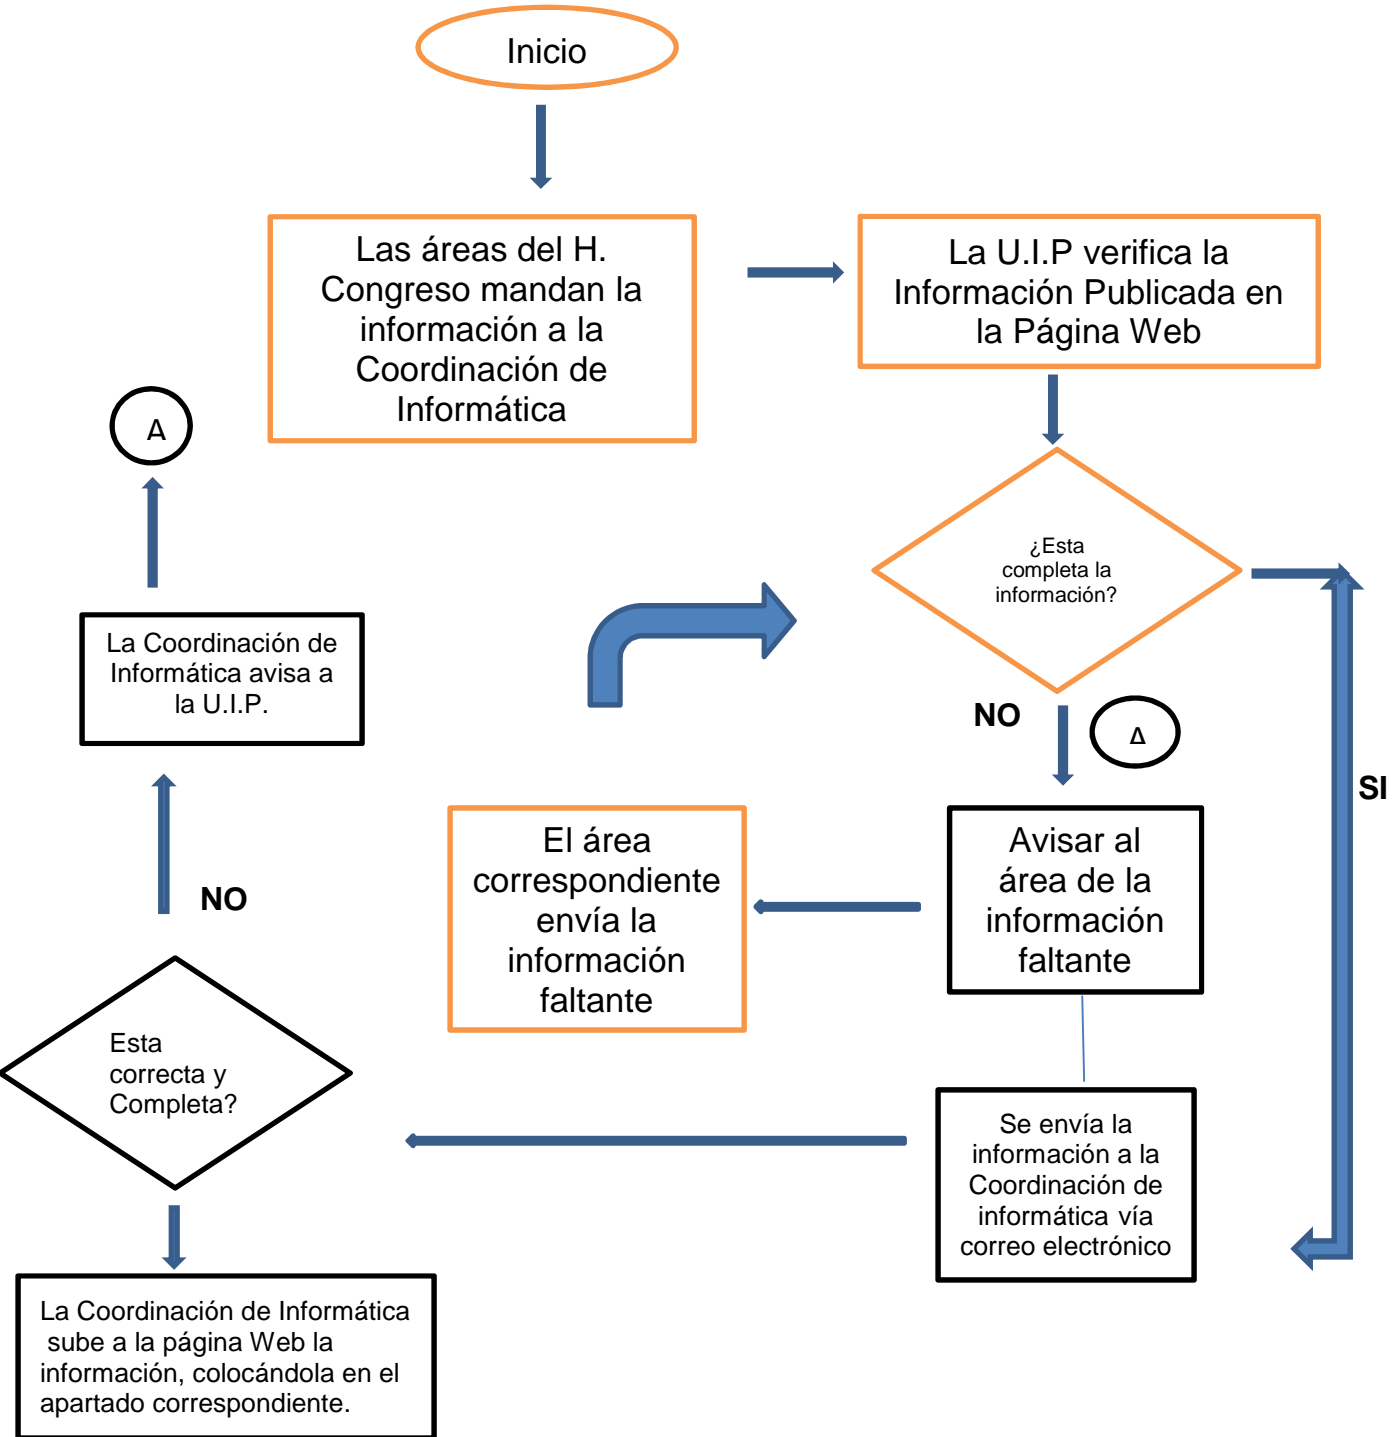 Inicio
Las áreas del H.
Congreso mandan la
información a la
Coordinación de
Informática
La U.I.P verifica la
Información Publicada en
la Página Web
A
¿Esta
completa la
información?
La Coordinación de
Informática avisa a
la U.I.P.
NO
A
SI
El área
correspondiente
envía la
información
faltante
Avisar al
área de la
información
faltante
NO
Esta
correcta y
Completa?
Se envía la
información a la
Coordinación de
informática vía
correo electrónico
La Coordinación de Informática
sube a la página Web la
información, colocándola en el
apartado correspondiente.